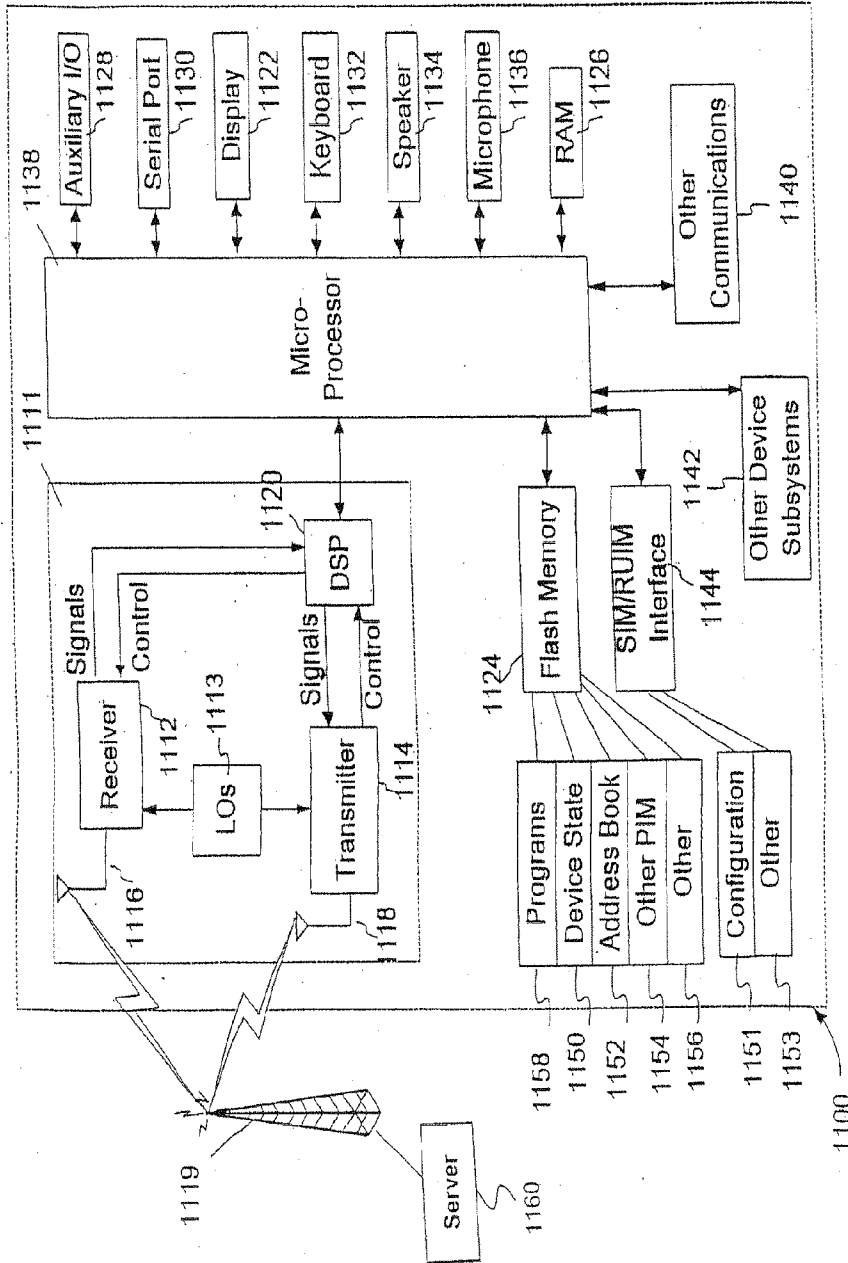 1138
Auxiliary I/O
1128
Serial Port
1130
Display
1122
Keyboard
1132
Speaker
1134
Microphone
1136
RAM
1126
Other
Communications
1140
Micro-
Processor
1111
Signals
Control
Receiver
1112
1116
LOs
1113
1120
DSP
Signals
Control
Transmitter
1114
118
1119
Server
1160
1124
Flash Memory
SIM/RUIM
Interface
1144
1142
Other Device
Subsystems
Programs
Device State
Address Book
Other PIM
Other
1158
1150
1152
1154
1156
Configuration
Other
1151
1153
1100